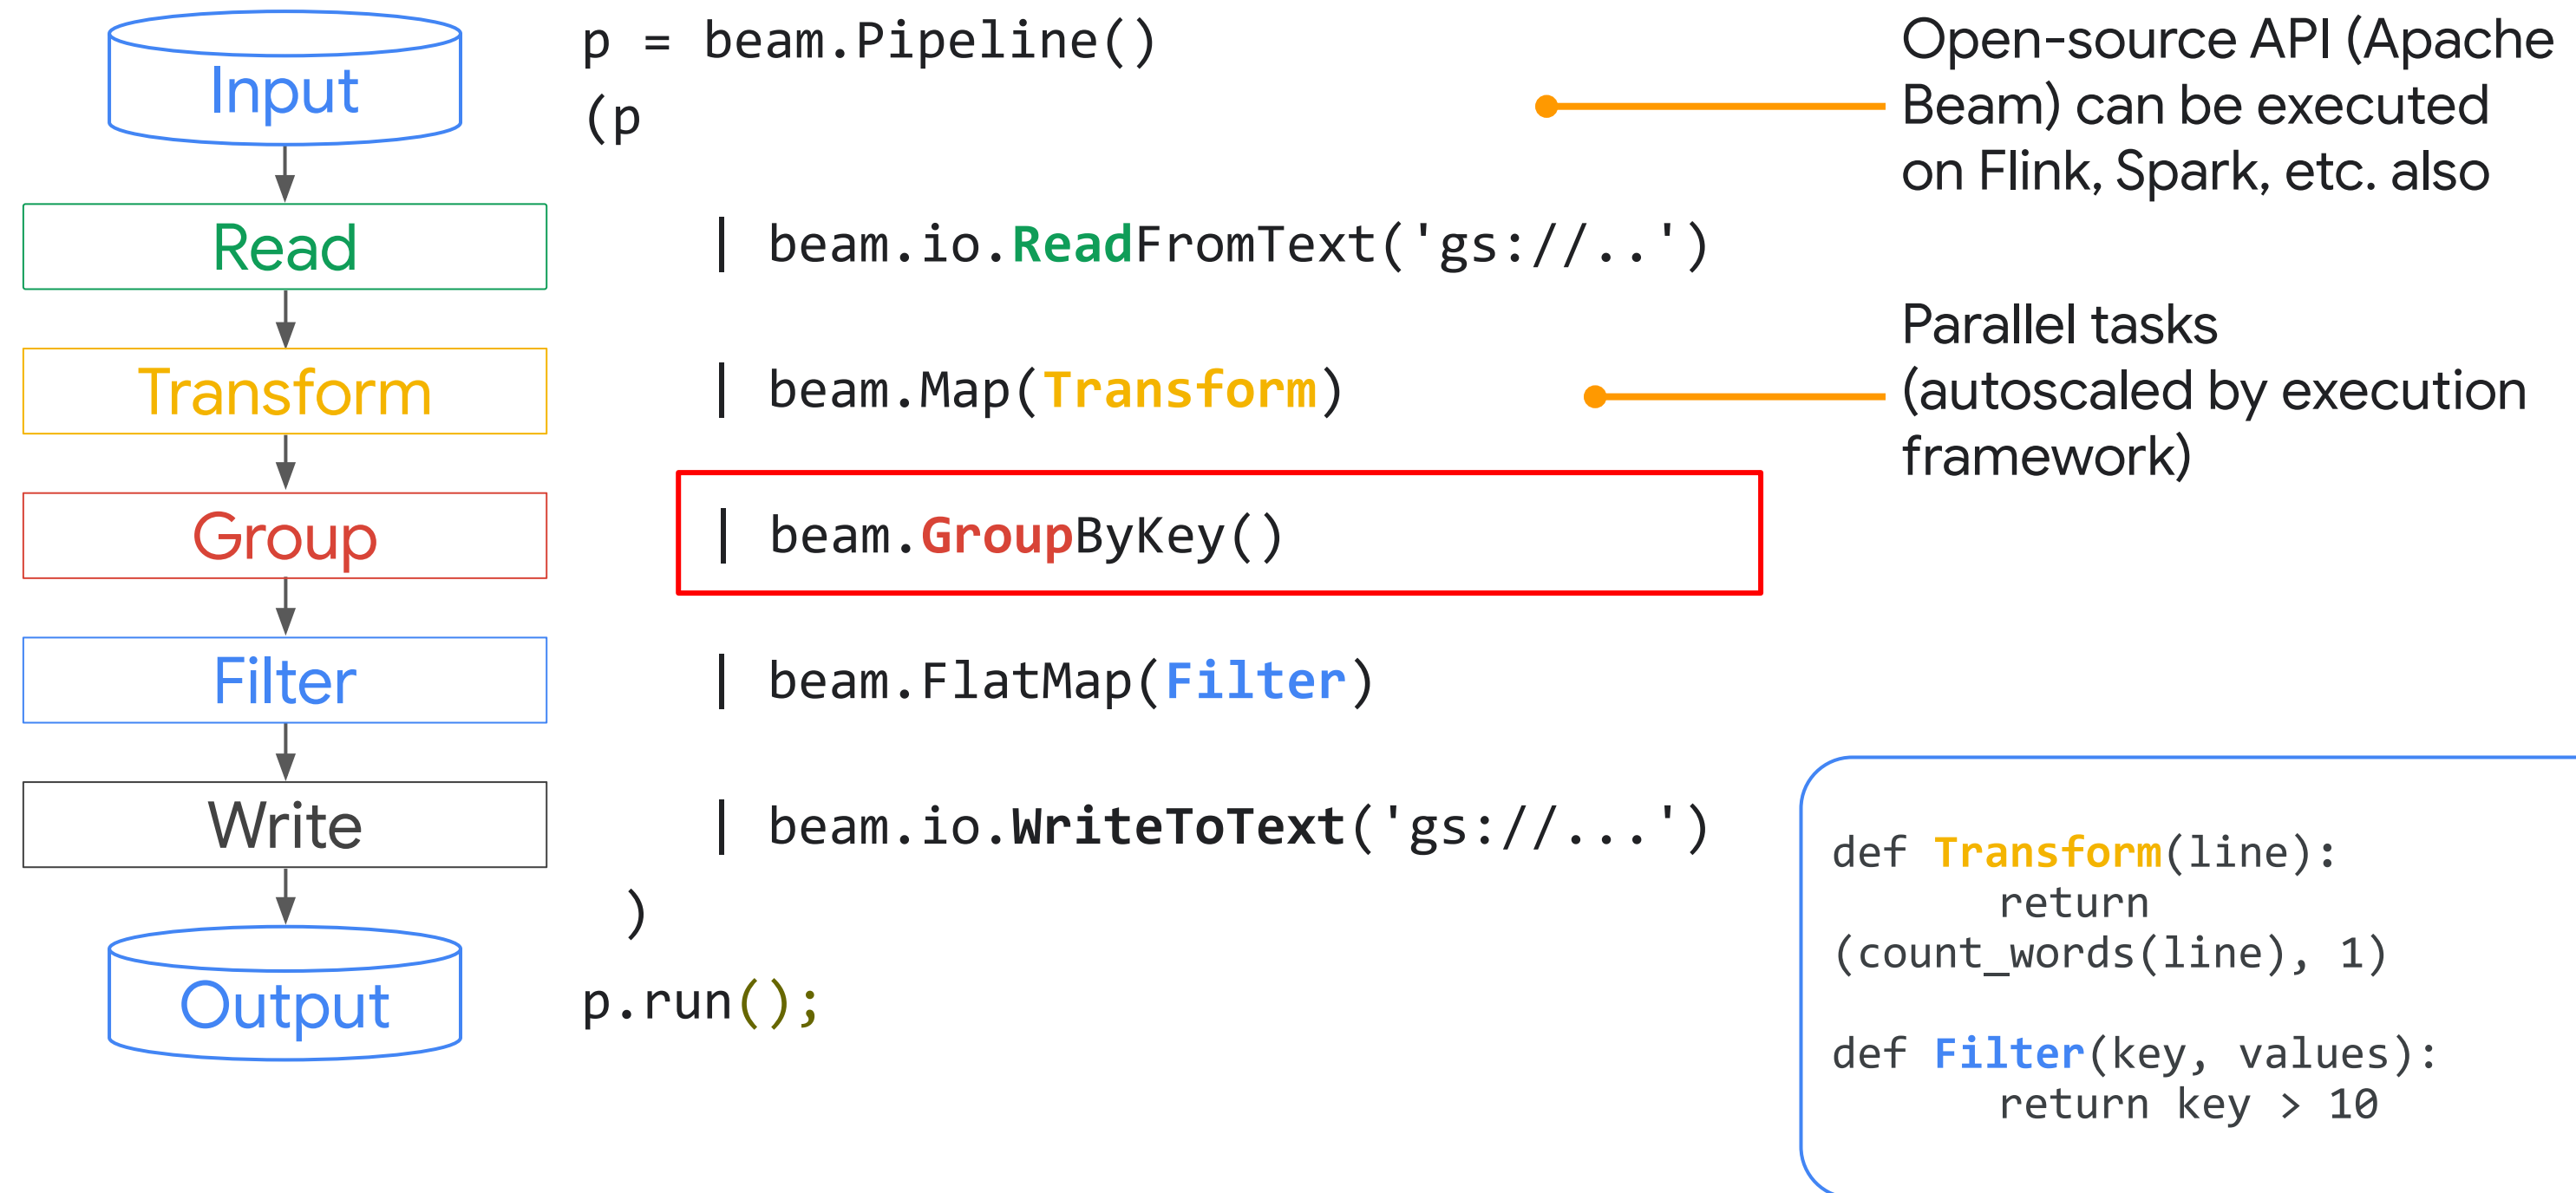 Input
Read
Transform
Group
Filter
Write
Output
p = beam.Pipeline()
(p
| beam.io.ReadFromText('gs://..')
| beam.Map(Transform)
| beam.GroupByKey()
| beam.FlatMap(Filter)
| beam.io.WriteToText('gs://...')
)
p.run();
Open-source API (Apache
Beam) can be executed
on Flink, Spark, etc. also
Parallel tasks
(autoscaled by execution
framework)
def Transform(line):
return
(count_words(line), 1)
def Filter(key, values):
return key > 10